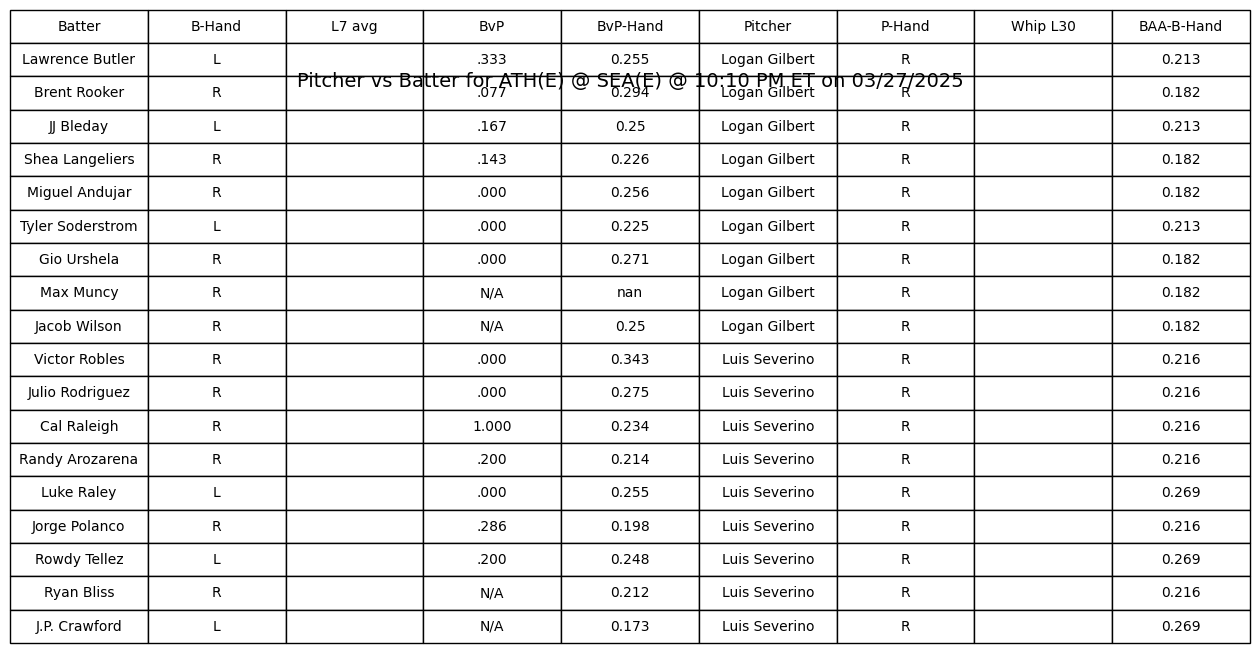 Batter B-Hand L7 avg BvP BvP-Hand Pitcher P-Hand Whip L30 BAA-B-Hand
Lawrence Butler L .333 0.255 Logan Gilbert R 0.213
Pitcher vs Batter for ATH(E) @ SEA(E) @ 10:10 PM ET on 03/27/2025
Brent Rooker R .077 0.294 Logan Gilbert R 0.182
JJ Bleday L .167 0.25 Logan Gilbert R 0.213
Shea Langeliers R .143 0.226 Logan Gilbert R 0.182
Miguel Andujar R .000 0.256 Logan Gilbert R 0.182
Tyler Soderstrom L .000 0.225 Logan Gilbert R 0.213
Gio Urshela R .000 0.271 Logan Gilbert R 0.182
Max Muncy R N/A nan Logan Gilbert R 0.182
Jacob Wilson R N/A 0.25 Logan Gilbert R 0.182
Victor Robles R .000 0.343 Luis Severino R 0.216
Julio Rodriguez R .000 0.275 Luis Severino R 0.216
Cal Raleigh R 1.000 0.234 Luis Severino R 0.216
Randy Arozarena R .200 0.214 Luis Severino R 0.216
Luke Raley L .000 0.255 Luis Severino R 0.269
Jorge Polanco R .286 0.198 Luis Severino R 0.216
Rowdy Tellez L .200 0.248 Luis Severino R 0.269
Ryan Bliss R N/A 0.212 Luis Severino R 0.216
J.P. Crawford L N/A 0.173 Luis Severino R 0.269